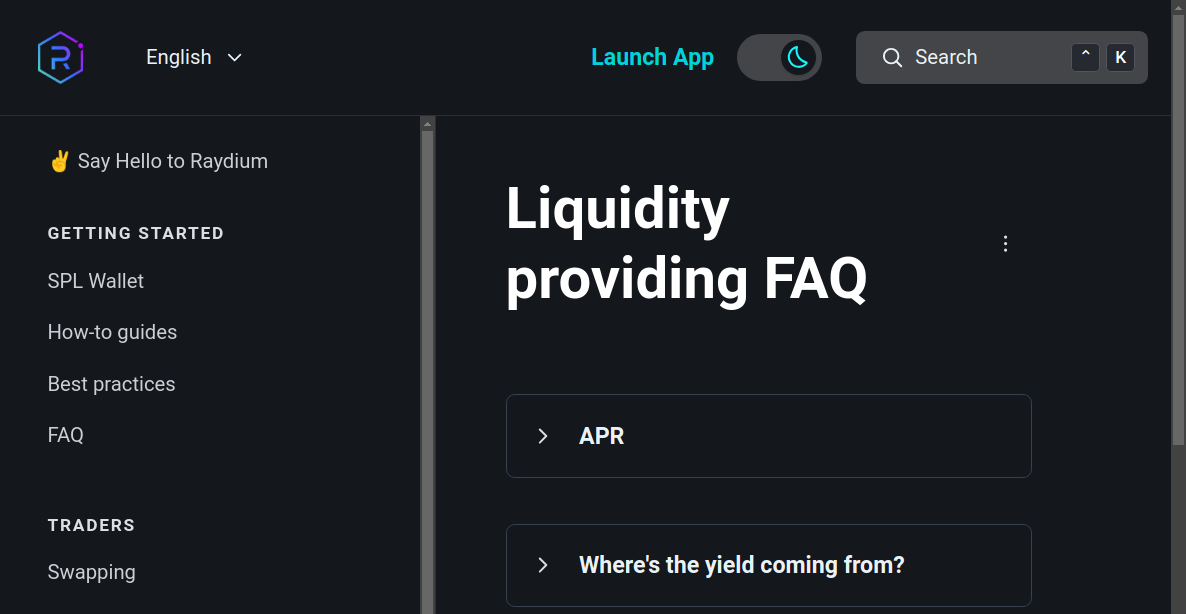 English
Launch App
Search
^ K
✌ Say Hello to Raydium
GETTING STARTED
SPL Wallet
How-to guides
Best practices
FAQ
TRADERS
Swapping
Liquidity
providing FAQ
APR
Where's the yield coming from?